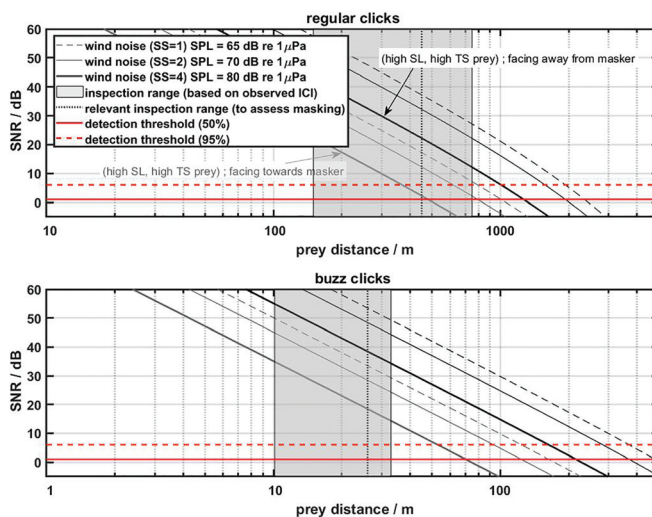 regular clicks
60
50
40
30
20
10
0
SNR / dB
wind noise (SS=1) SPL = 65 dB re 1μPa
wind noise (SS=2) SPL = 70 dB re 1μPa
wind noise (SS=4) SPL = 80 dB re 1μPa
inspection range (based on observed ICI)
relevant inspection range (to assess masking)
detection threshold (50%)
detection threshold (95%)
(high SL, high TS prey) ; facing away from masker
(high SL, high TS prey) ; facing towards masker
10 100 1000
prey distance / m
buzz clicks
60
50
40
30
20
10
0
SNR / dB
1 10 100
prey distance / m